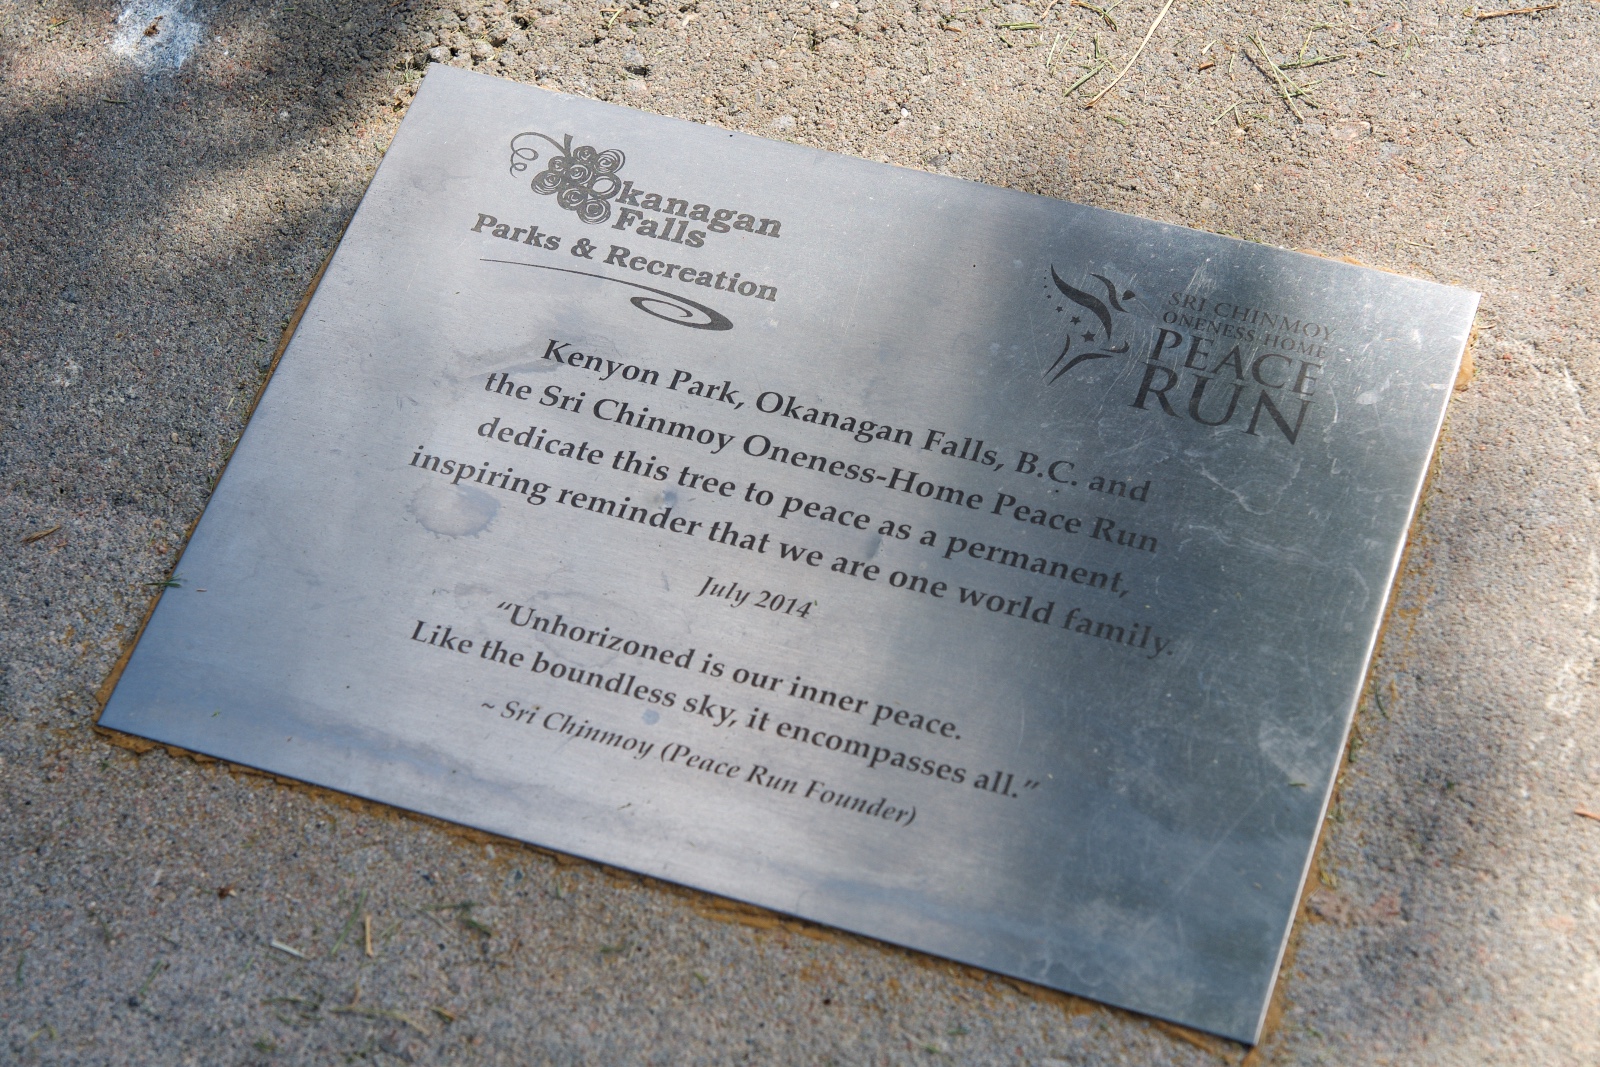 Okanagan
Falls
Parks & Recreation
SRI CHINMOY
ONENESS-HOME
PEACE
RUN
Kenyon Park, Okanagan Falls, B.C. and
the Sri Chinmoy Oneness-Home Peace Run
dedicate this tree to peace as a permanent,
inspiring reminder that we are one world family.
July 2014
“Unhorizoned is our inner peace.
Like the boundless sky, it encompasses all.”
~ Sri Chinmoy (Peace Run Founder)